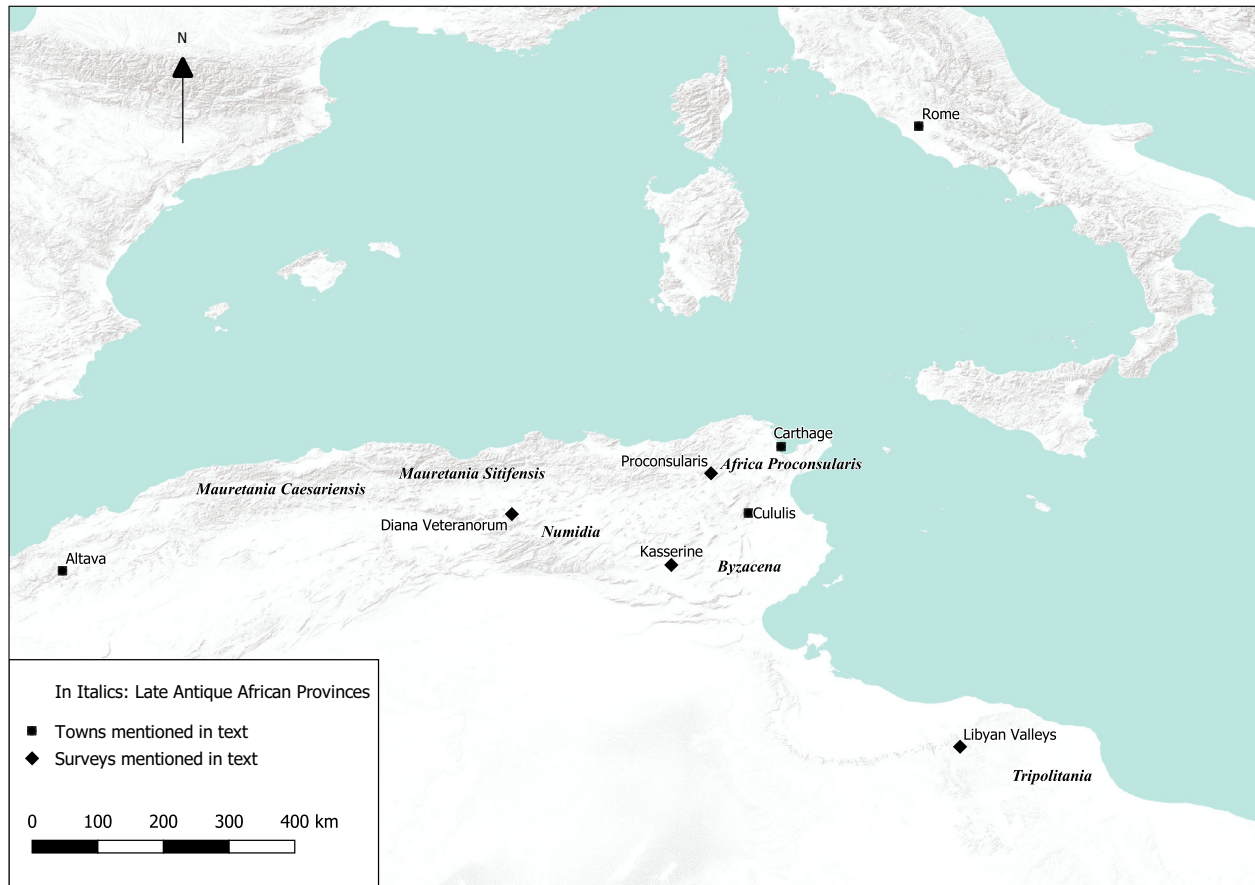 N
Rome
Carthage
Proconsularis
Africa Proconsularis
Mauretania Sitifensis
Mauretania Caesariensis
Diana Veteranorum
Numidia
Cululis
Kasserine
Byzacena
Altava
Libyan Valleys
Tripolitania
In Italics: Late Antique African Provinces
Towns mentioned in text
Surveys mentioned in text
0 100 200 300 400 km